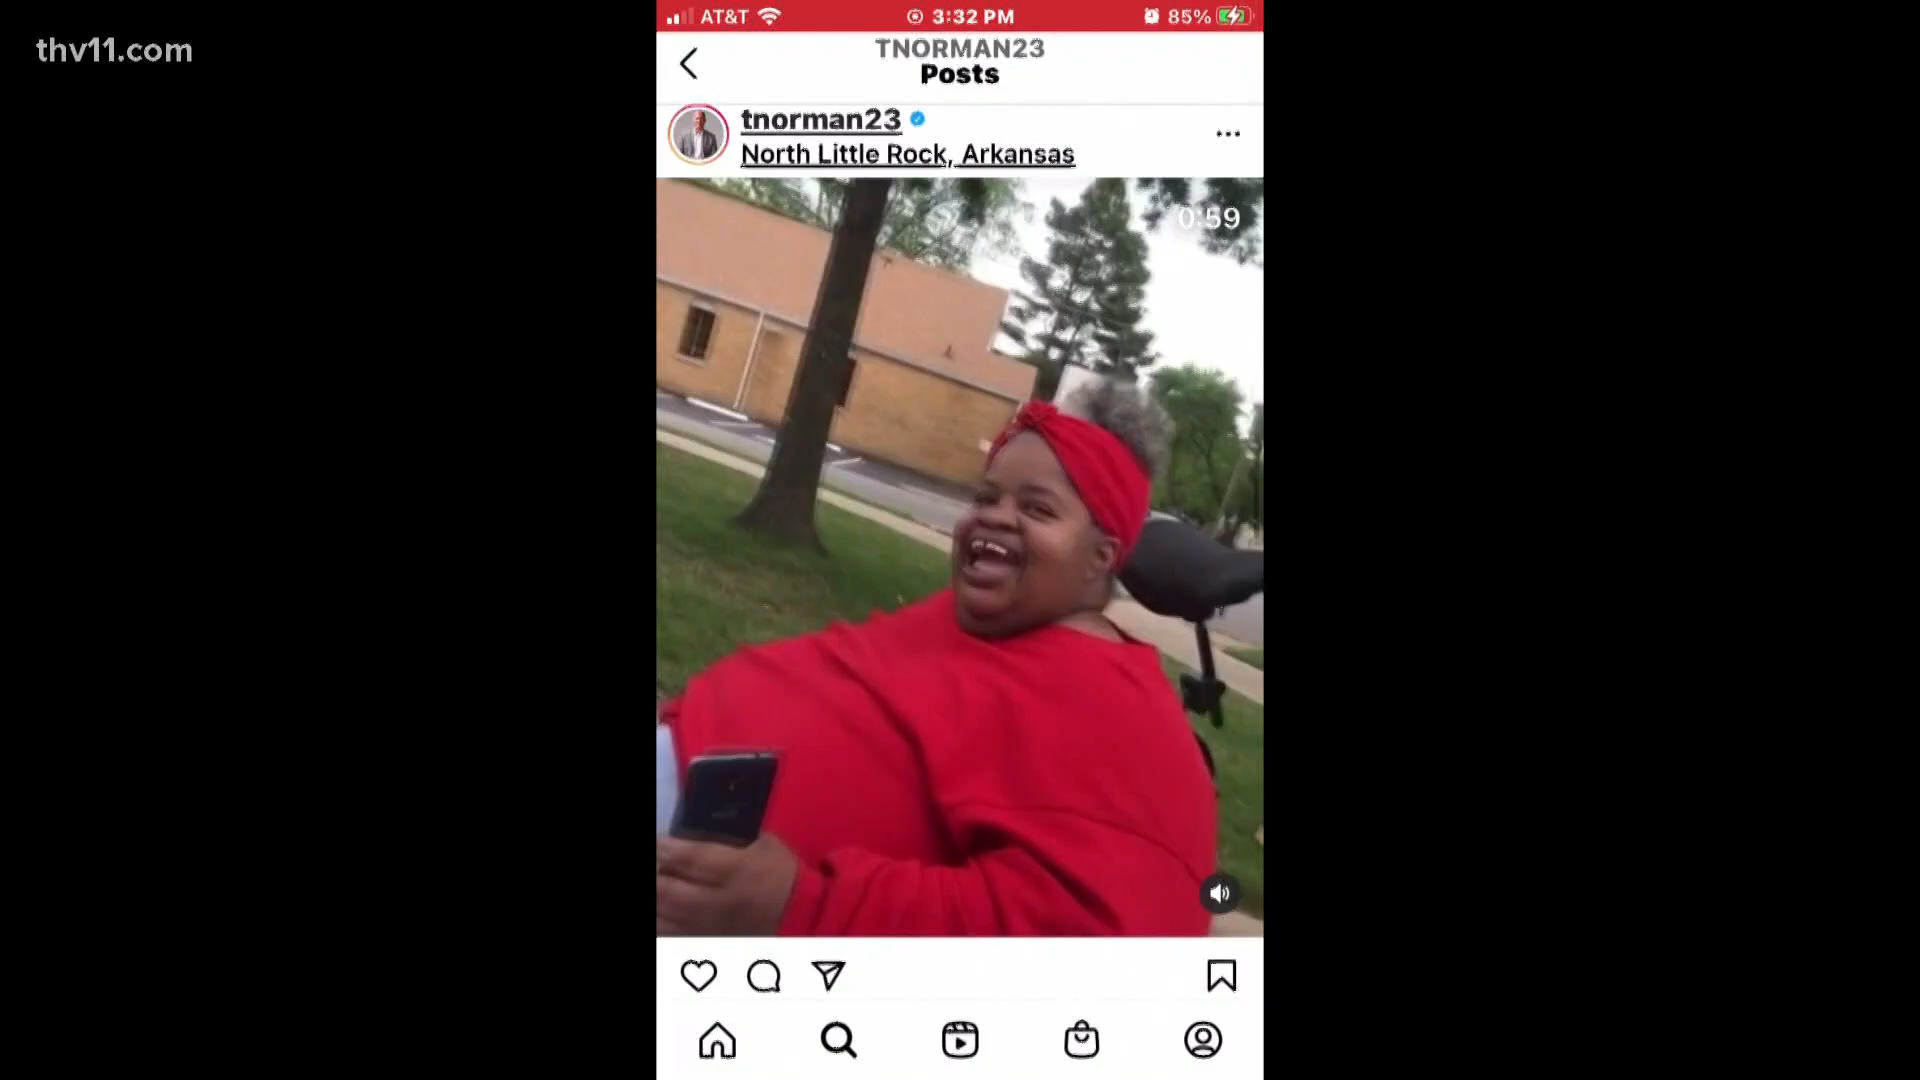 thv11.com
AT&T 3:32 PM 85%
TNORMAN23
Posts
tnorman23
North Little Rock, Arkansas
0:59